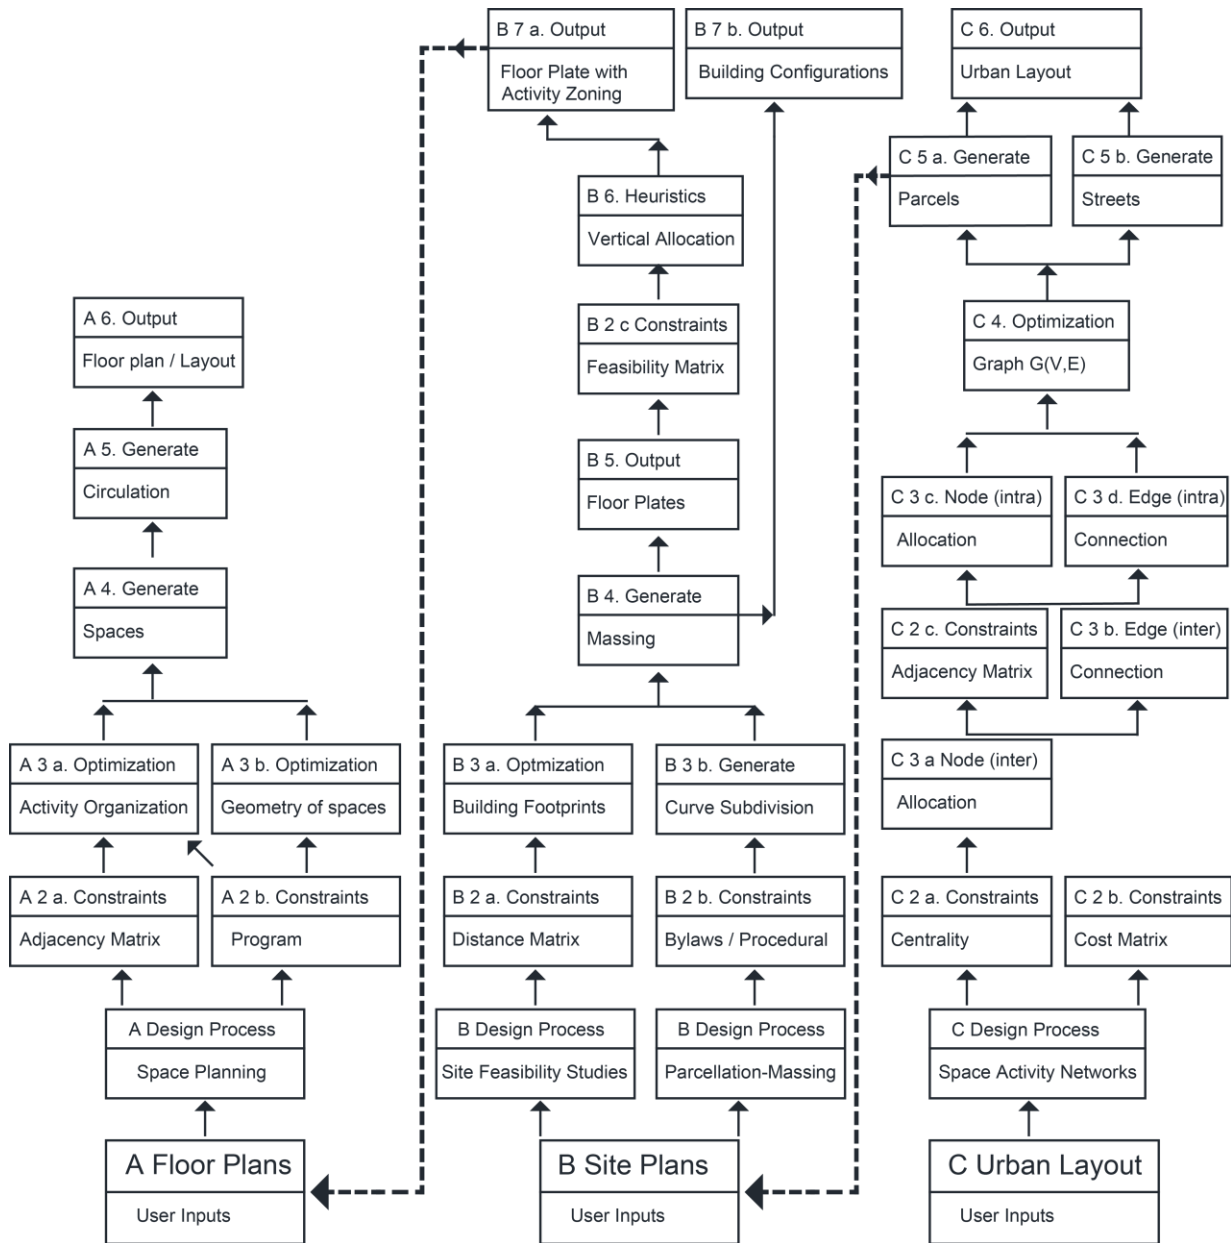 B 7 a. Output
Floor Plate with
Activity Zoning
B 7 b. Output
Building Configurations
C 6. Output
Urban Layout
C 5 a. Generate
Parcels
C 5 b. Generate
Streets
B 6. Heuristics
Vertical Allocation
A 6. Output
Floor plan / Layout
B 2 c Constraints
Feasibility Matrix
C 4. Optimization
Graph G(V,E)
A 5. Generate
Circulation
B 5. Output
Floor Plates
C 3 c. Node (intra)
Allocation
C 3 d. Edge (intra)
Connection
A 4. Generate
Spaces
B 4. Generate
Massing
C 2 c. Constraints
Adjacency Matrix
C 3 b. Edge (inter)
Connection
A 3 a. Optimization
Activity Organization
A 3 b. Optimization
Geometry of spaces
B 3 a. Optmization
Building Footprints
B 3 b. Generate
Curve Subdivision
C 3 a Node (inter)
Allocation
A 2 a. Constraints
Adjacency Matrix
A 2 b. Constraints
Program
B 2 a. Constraints
Distance Matrix
B 2 b. Constraints
Bylaws / Procedural
C 2 a. Constraints
Centrality
C 2 b. Constraints
Cost Matrix
A Design Process
Space Planning
B Design Process
Site Feasibility Studies
B Design Process
Parcellation-Massing
C Design Process
Space Activity Networks
A Floor Plans
User Inputs
B Site Plans
User Inputs
C Urban Layout
User Inputs